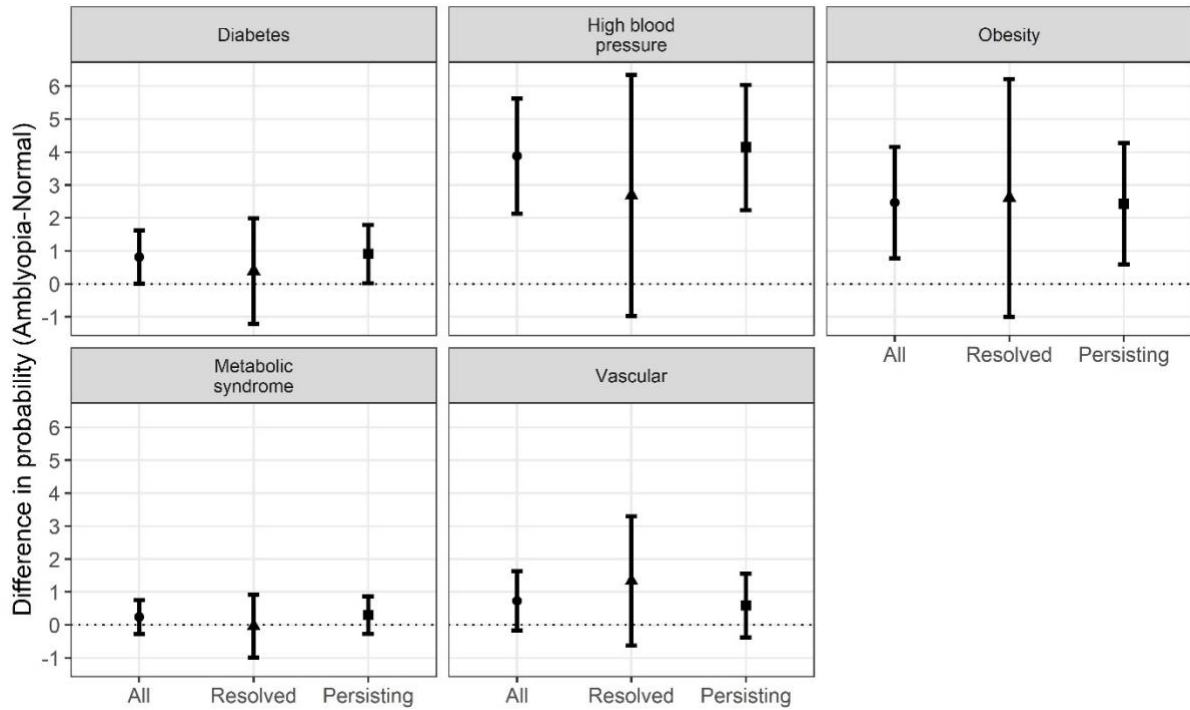 Difference in probability (Amblyopia-Normal)
Diabetes
High blood
pressure
Obesity
6
5
4
3
2
1
0
-1
All Resolved Persisting
Metabolic
syndrome
Vascular
6
5
4
3
2
1
0
-1
All Resolved Persisting
All Resolved Persisting